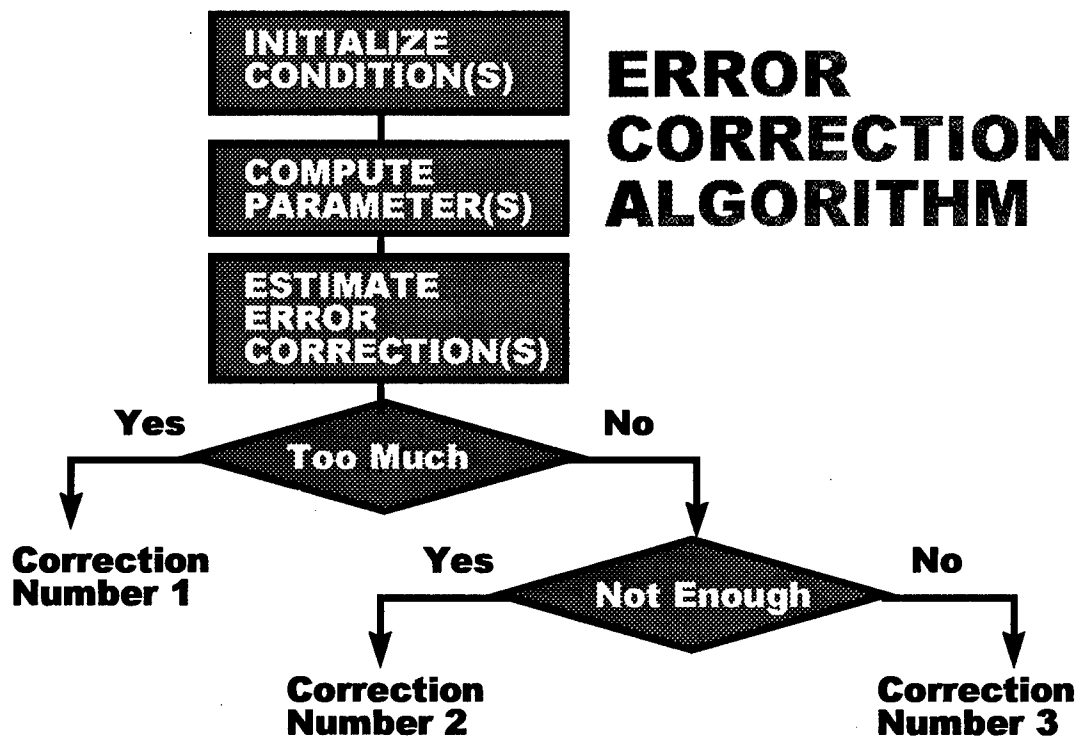 INITIALIZE
CONDITION(S)
ERROR
CORRECTION
ALGORITHM
COMPUTE
PARAMETER(S)
ESTIMATE
ERROR
CORRECTION(S)
Yes
No
Too Much
Correction
Number 1
Yes
No
Not Enough
Correction
Number 2
Correction
Number 3